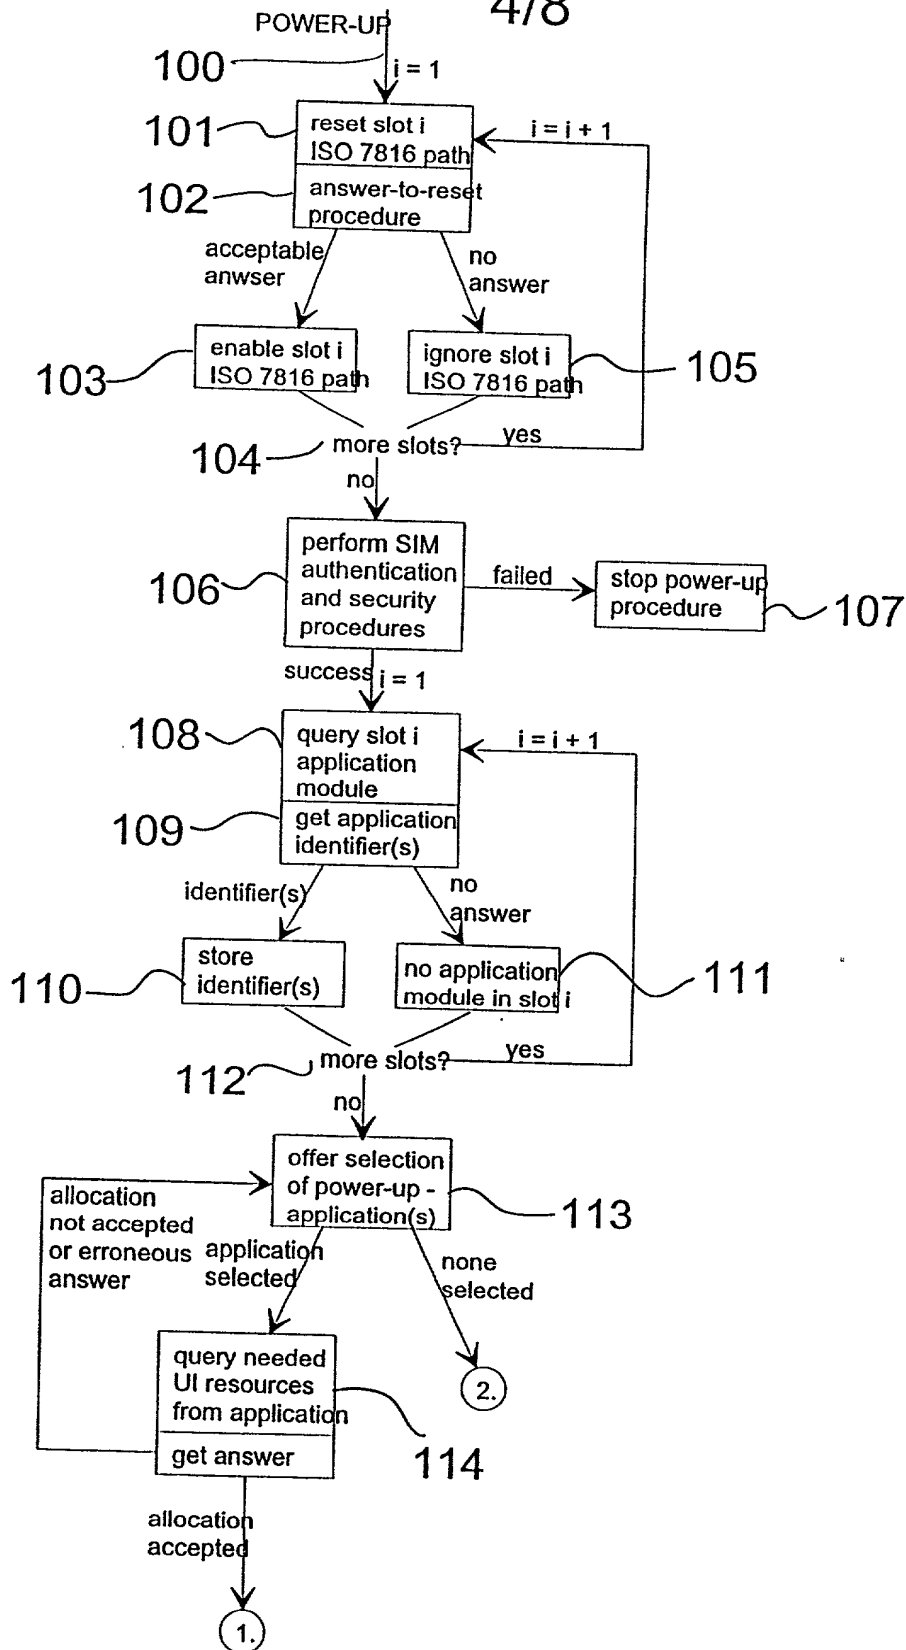 4/8
POWER-UP
100
i = 1
101
reset slot i
ISO 7816 path
i = i + 1
102
answer-to-reset
procedure
acceptable
anwser
no
answer
103
enable slot i
ISO 7816 path
ignore slot i
ISO 7816 path
105
104
more slots?
yes
no
106
perform SIM
authentication
and security
procedures
failed
stop power-up
procedure
107
success
i = 1
108
query slot i
application
module
i = i + 1
109
get application
identifier(s)
identifier(s)
no
answer
110
store
identifier(s)
no application
module in slot i
111
112
more slots?
yes
no
offer selection
of power-up -
application(s)
113
allocation
not accepted
or erroneous
answer
application
selected
none
selected
query needed
UI resources
from application
2.
get answer
114
allocation
accepted
1.